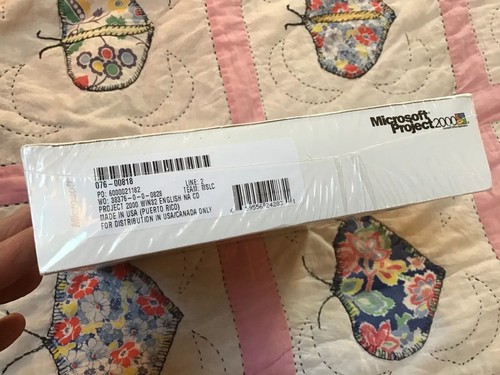 Microsoft
Project 2000
076-00818
LINE: 2
PO: 6000021182
TEAM: BSLC
WO: 38376-0-0-0828
PROJECT 2000 WIN32 ENGLISH NA CD
MADE IN USA (PUERTO RICO)
FOR DISTRIBUTION IN USA/CANADA ONLY